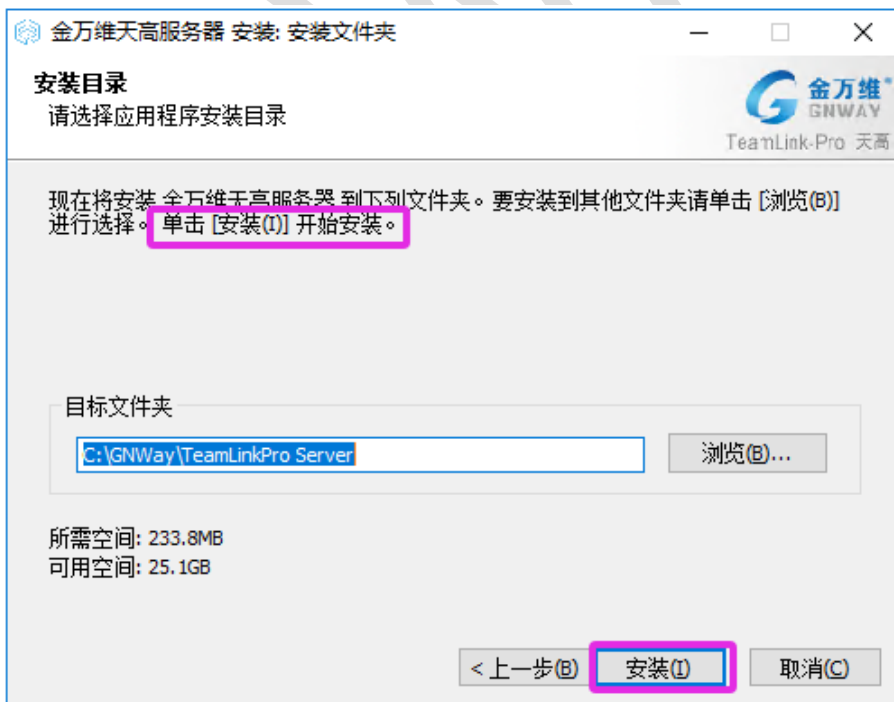 金万维天高服务器 安装: 安装文件夹
安装目录
请选择应用程序安装目录
金万维®
GNWAY
TeamLink-Pro 天高
现在将安装 金万维天高服务器 到下列文件夹。要安装到其他文件夹请单击 [浏览(B)]
进行选择。 单击 [安装(I)] 开始安装。
目标文件夹
C:\GNWay\TeamLinkPro Server
浏览(B)...
所需空间: 233.8MB
可用空间: 25.1GB
< 上一步(B)
安装(I)
取消(C)